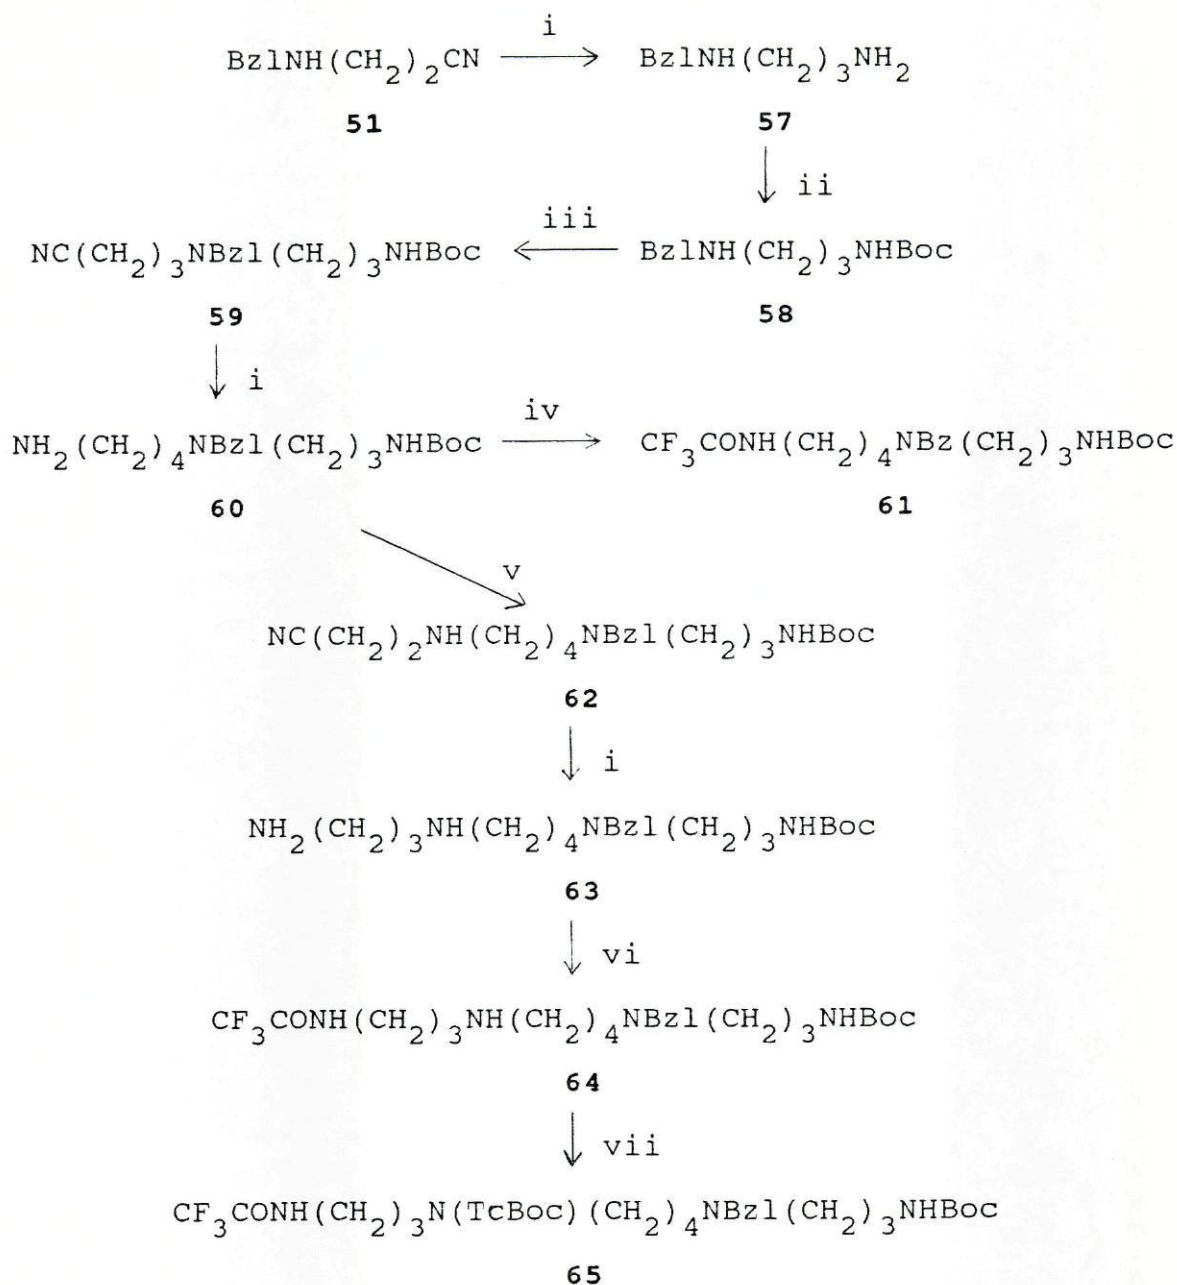 i
BzlNH(CH₂)₂CN → BzlNH(CH₂)₃NH₂
51 57
↓ ii
iii
NC(CH₂)₃NBzl(CH₂)₃NHBoc ← BzlNH(CH₂)₃NHBoc
59 58
↓ i
iv
NH₂(CH₂)₄NBzl(CH₂)₃NHBoc → CF₃CONH(CH₂)₄NBz(CH₂)₃NHBoc
60 61
v
NC(CH₂)₂NH(CH₂)₄NBzl(CH₂)₃NHBoc
62
↓ i
NH₂(CH₂)₃NH(CH₂)₄NBzl(CH₂)₃NHBoc
63
↓ vi
CF₃CONH(CH₂)₃NH(CH₂)₄NBzl(CH₂)₃NHBoc
64
↓ vii
CF₃CONH(CH₂)₃N(TcBoc)(CH₂)₄NBzl(CH₂)₃NHBoc
65